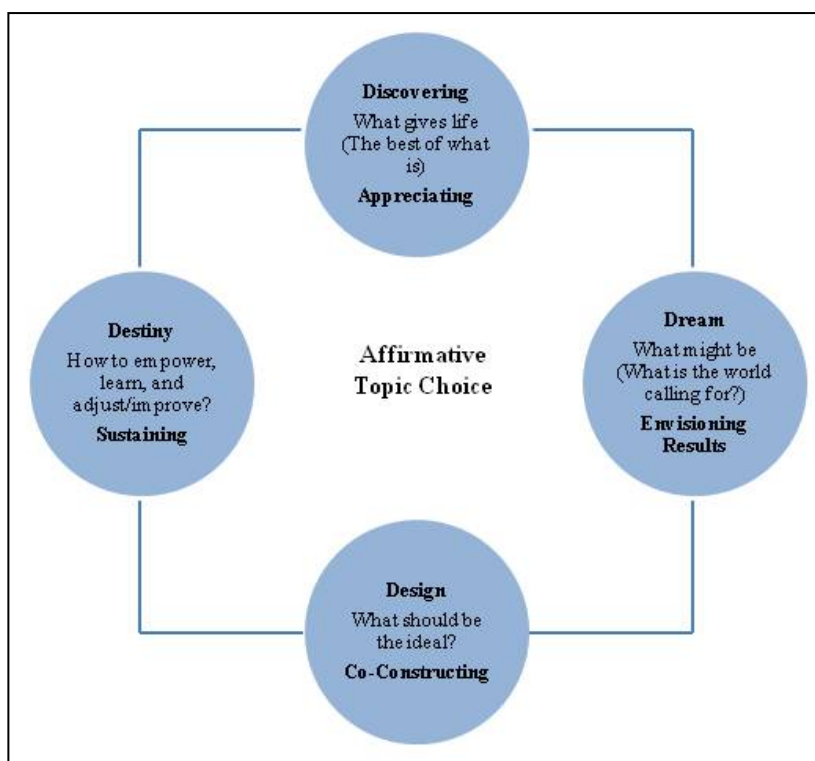 Discovering
What gives life
(The best of what
is)
Appreciating
Destiny
How to empower,
learn, and
adjust/improve?
Sustaining
Affirmative
Topic Choice
Dream
What might be
(What is the world
calling for?)
Envisioning
Results
Design
What should be
the ideal?
Co-Constructing